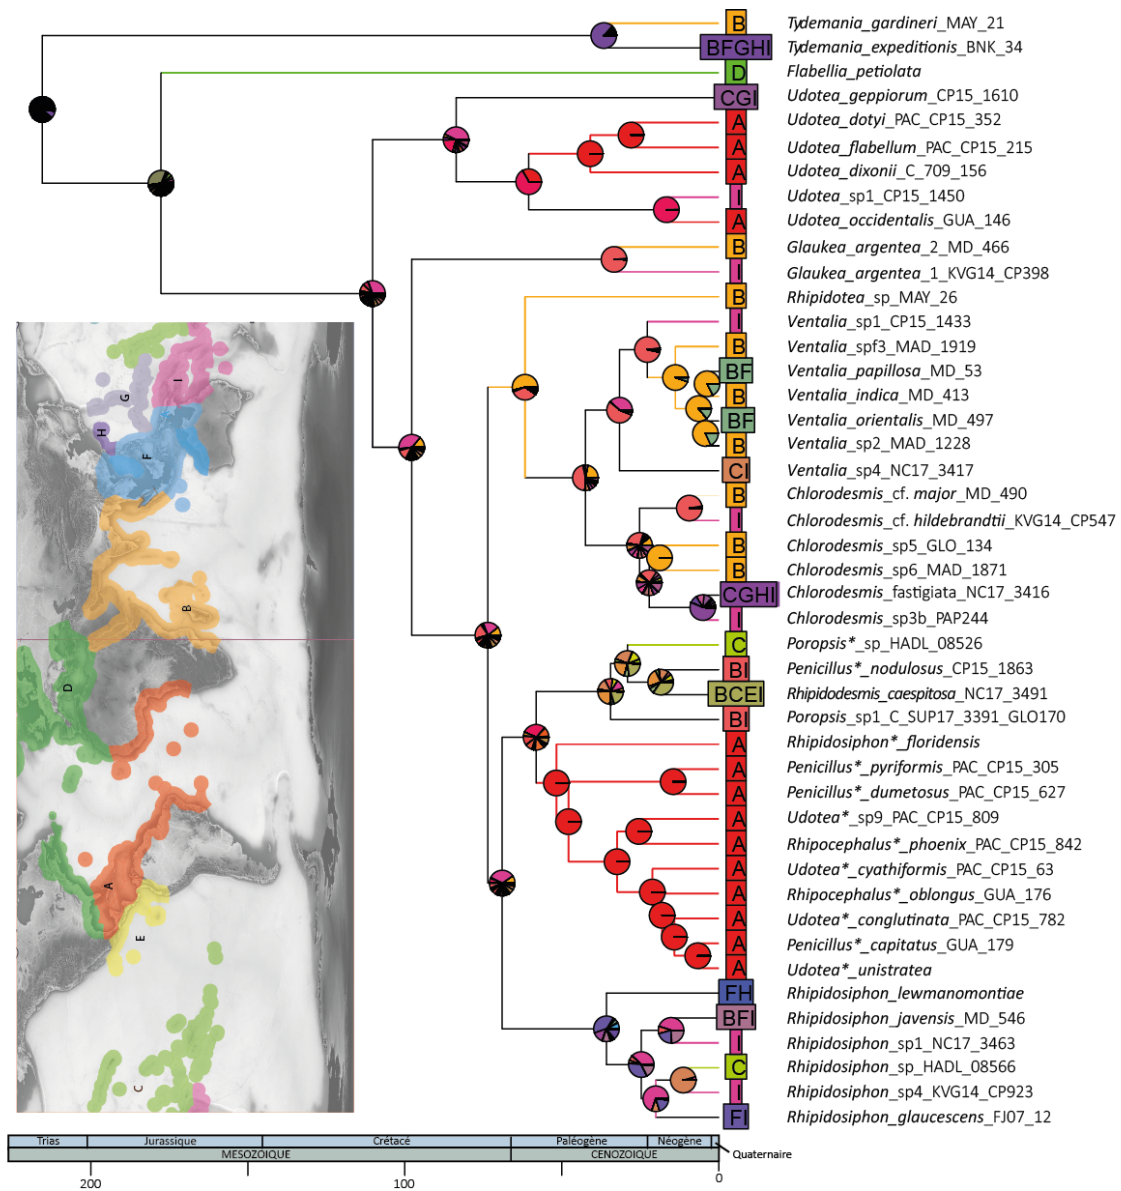 B Tydemania_gardineri_MAY_21
BFGHI Tydemania_expeditionis_BNK_34
D Flabellia_petiolata
CGI Udotea_geppiorum_CP15_1610
A Udotea_dotyi_PAC_CP15_352
A Udotea_flabellum_PAC_CP15_215
A Udotea_dixonii_C_709_156
I Udotea_sp1_CP15_1450
A Udotea_occidentalis_GUA_146
B Glaukea_argentea_2_MD_466
I Glaukea_argentea_1_KVG14_CP398
B Rhipidotea_sp_MAY_26
I Ventalia_sp1_CP15_1433
B Ventalia_spf3_MAD_1919
BF Ventalia_papillosa_MD_53
B Ventalia_indica_MD_413
BF Ventalia_orientalis_MD_497
B Ventalia_sp2_MAD_1228
CI Ventalia_sp4_NC17_3417
B Chlorodesmis_cf. major_MD_490
I Chlorodesmis_cf. hildebrandtii_KVG14_CP547
B Chlorodesmis_sp5_GLO_134
B Chlorodesmis_sp6_MAD_1871
CGHI Chlorodesmis_fastigiata_NC17_3416
I Chlorodesmis_sp3b_PAP244
C Poropsis*_sp_HADL_08526
BI Penicillus*_nodulosus_CP15_1863
BCEI Rhipidodesmis_caespitosa_NC17_3491
BI Poropsis_sp1_C_SUP17_3391_GLO170
A Rhipidosiphon*_floridensis
A Penicillus*_pyriformis_PAC_CP15_305
A Penicillus*_dumetosus_PAC_CP15_627
A Udotea*_sp9_PAC_CP15_809
A Rhipocephalus*_phoenix_PAC_CP15_842
A Udotea*_cyathiformis_PAC_CP15_63
A Rhipocephalus*_oblongus_GUA_176
A Udotea*_conglutinata_PAC_CP15_782
A Penicillus*_capitatus_GUA_179
A Udotea*_unistratea
FH Rhipidosiphon_lewmanomontiae
BFI Rhipidosiphon_javensis_MD_546
I Rhipidosiphon_sp1_NC17_3463
C Rhipidosiphon_sp_HADL_08566
I Rhipidosiphon_sp4_KVG14_CP923
FI Rhipidosiphon_glaucescens_FJ07_12
I
G
H
F
B
D
A
E
C
Trias Jurassique Crétacé Paléogène Néogène
MESOZOIQUE CENOZOIQUE Quaternaire
200 100 0